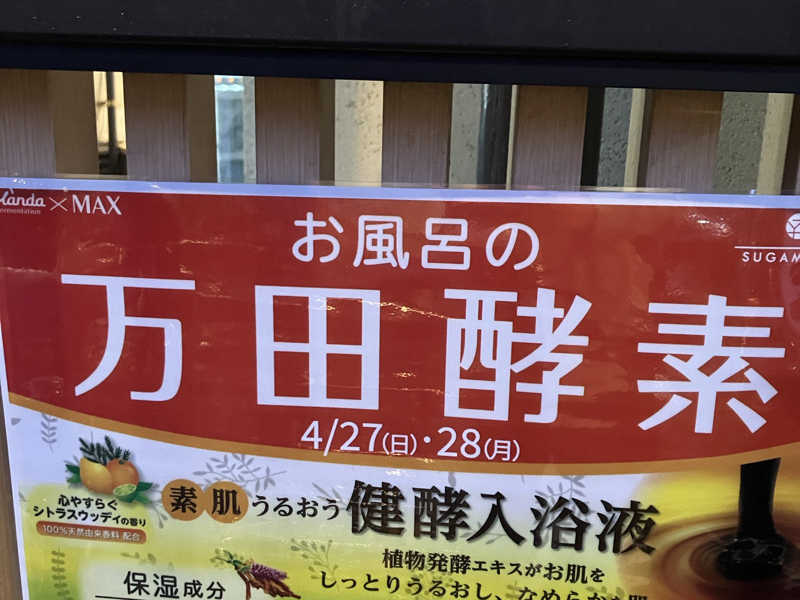 Manda × MAX
fermentation
お風呂の
SUGAM
万田酵素
4/27(日)・28(月)
心やすらぐ
シトラスウッディの香り
100%天然由来香料 配合
素肌うるおう健酵入浴液
植物発酵エキスがお肌を
しっとりうるおし、なめらかな肌
保湿成分